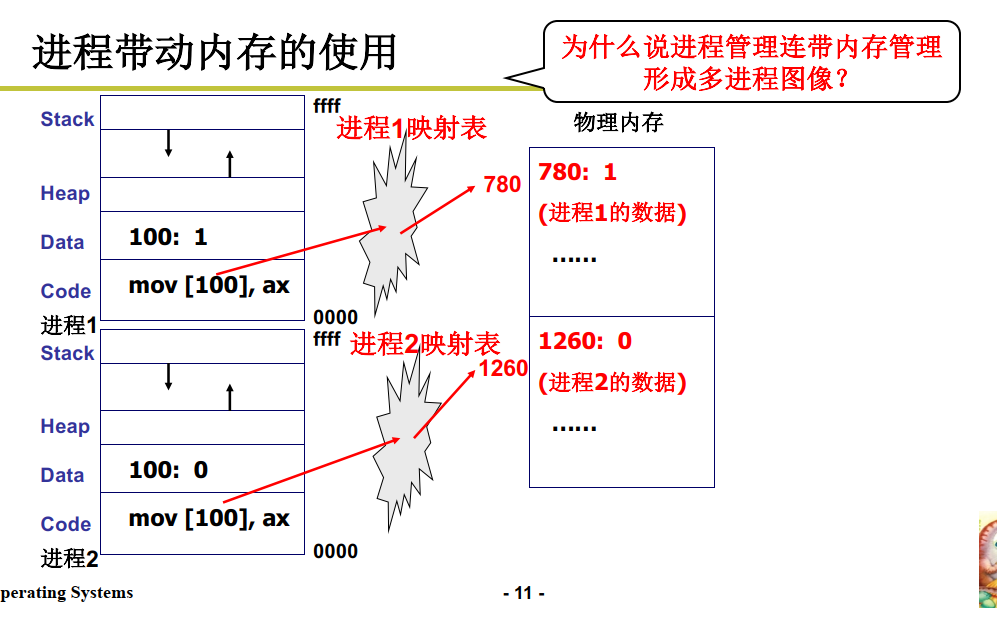 进程带动内存的使用
为什么说进程管理连带内存管理
形成多进程图像？
Stack
ffff
进程1映射表
物理内存
Heap
780
780: 1
(进程1的数据)
Data
100: 1
……
Code
mov [100], ax
0000
进程1
ffff
进程2映射表
Stack
1260
1260: 0
(进程2的数据)
Heap
……
Data
100: 0
Code
mov [100], ax
0000
进程2
perating Systems
- 11 -